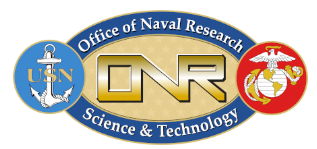 Office of Naval Research
USN
ONR
Science & Technology